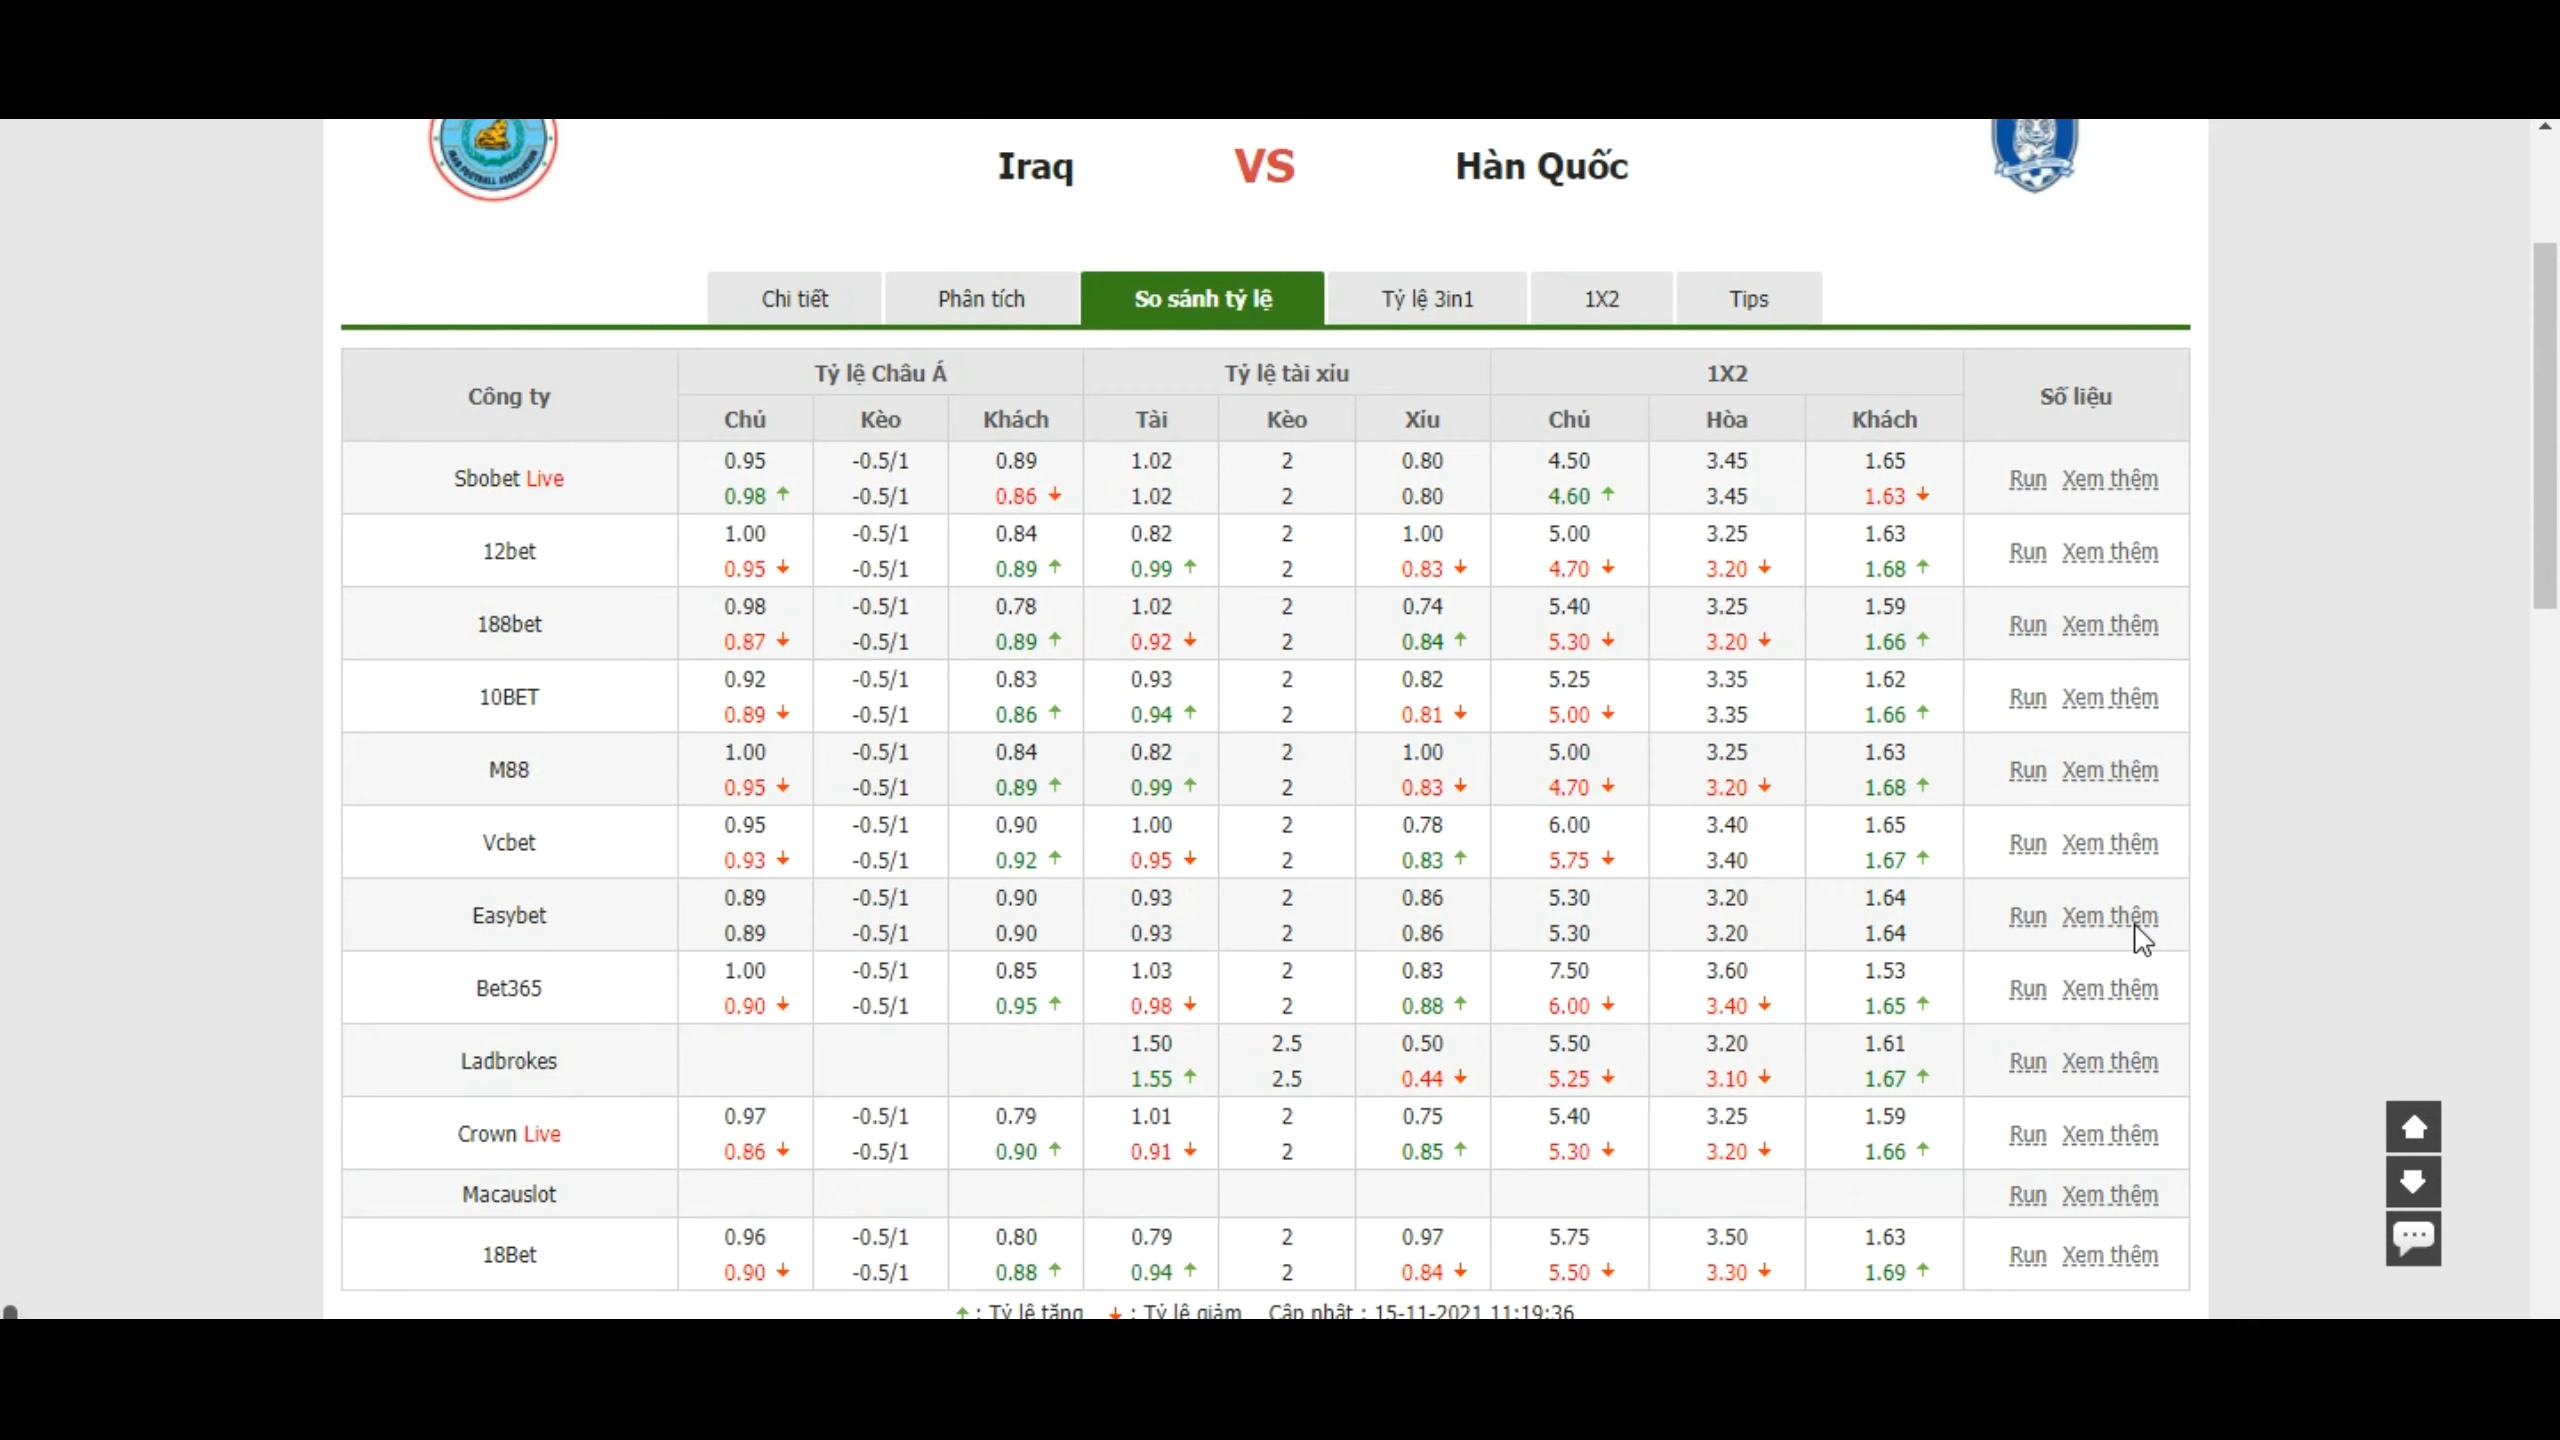 Iraq VS Hàn Quốc
Chi tiết Phân tích So sánh tỷ lệ Tỷ lệ 3in1 1X2 Tips
Công ty Tỷ lệ Châu Á Tỷ lệ tài xỉu 1X2 Số liệu
Chủ Kèo Khách Tài Kèo Xỉu Chủ Hòa Khách
0.95 -0.5/1 0.89 1.02 2 0.80 4.50 3.45 1.65
Sbobet Live Run Xem thêm
0.98 ↑ -0.5/1 0.86 ↓ 1.02 2 0.80 4.60 ↑ 3.45 1.63 ↓
1.00 -0.5/1 0.84 0.82 2 1.00 5.00 3.25 1.63
12bet Run Xem thêm
0.95 ↓ -0.5/1 0.89 ↑ 0.99 ↑ 2 0.83 ↓ 4.70 ↓ 3.20 ↓ 1.68 ↑
0.98 -0.5/1 0.78 1.02 2 0.74 5.40 3.25 1.59
188bet Run Xem thêm
0.87 ↓ -0.5/1 0.89 ↑ 0.92 ↓ 2 0.84 ↑ 5.30 ↓ 3.20 ↓ 1.66 ↑
0.92 -0.5/1 0.83 0.93 2 0.82 5.25 3.35 1.62
10BET Run Xem thêm
0.89 ↓ -0.5/1 0.86 ↑ 0.94 ↑ 2 0.81 ↓ 5.00 ↓ 3.35 1.66 ↑
1.00 -0.5/1 0.84 0.82 2 1.00 5.00 3.25 1.63
M88 Run Xem thêm
0.95 ↓ -0.5/1 0.89 ↑ 0.99 ↑ 2 0.83 ↓ 4.70 ↓ 3.20 ↓ 1.68 ↑
0.95 -0.5/1 0.90 1.00 2 0.78 6.00 3.40 1.65
Vcbet Run Xem thêm
0.93 ↓ -0.5/1 0.92 ↑ 0.95 ↓ 2 0.83 ↑ 5.75 ↓ 3.40 1.67 ↑
0.89 -0.5/1 0.90 0.93 2 0.86 5.30 3.20 1.64
Easybet Run Xem thêm
0.89 -0.5/1 0.90 0.93 2 0.86 5.30 3.20 1.64
1.00 -0.5/1 0.85 1.03 2 0.83 7.50 3.60 1.53
Bet365 Run Xem thêm
0.90 ↓ -0.5/1 0.95 ↑ 0.98 ↓ 2 0.88 ↑ 6.00 ↓ 3.40 ↓ 1.65 ↑
1.50 2.5 0.50 5.50 3.20 1.61
Ladbrokes Run Xem thêm
1.55 ↑ 2.5 0.44 ↓ 5.25 ↓ 3.10 ↓ 1.67 ↑
0.97 -0.5/1 0.79 1.01 2 0.75 5.40 3.25 1.59
Crown Live Run Xem thêm
0.86 ↓ -0.5/1 0.90 ↑ 0.91 ↓ 2 0.85 ↑ 5.30 ↓ 3.20 ↓ 1.66 ↑
Macauslot Run Xem thêm
0.96 -0.5/1 0.80 0.79 2 0.97 5.75 3.50 1.63
18Bet Run Xem thêm
0.90 ↓ -0.5/1 0.88 ↑ 0.94 ↑ 2 0.84 ↓ 5.50 ↓ 3.30 ↓ 1.69 ↑
↑ : Tỷ lệ tăng ↓ : Tỷ lệ giảm Cập nhật : 15-11-2021 11:19:36